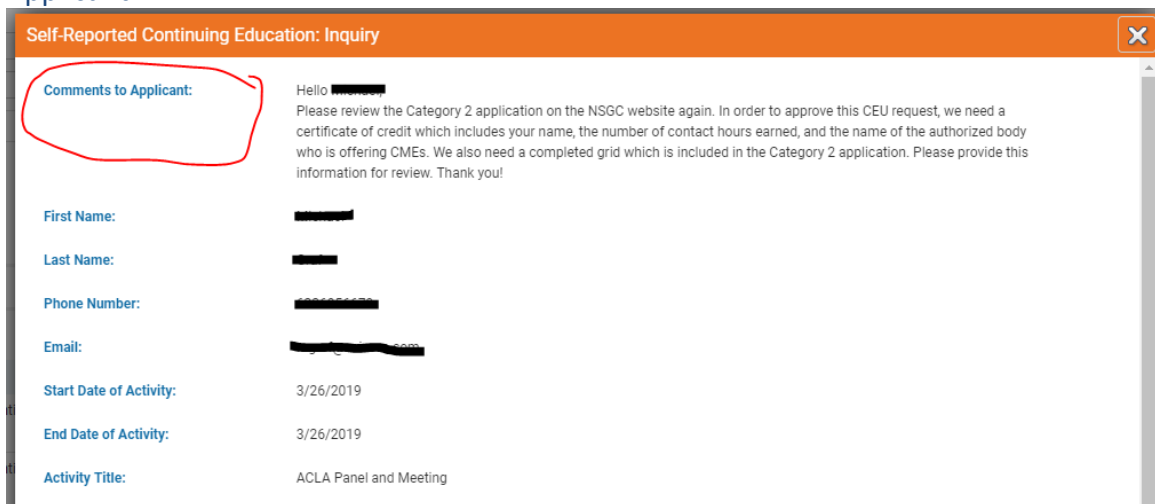 Self-Reported Continuing Education: Inquiry
Comments to Applicant:
Hello
Please review the Category 2 application on the NSGC website again. In order to approve this CEU request, we need a
certificate of credit which includes your name, the number of contact hours earned, and the name of the authorized body
who is offering CMEs. We also need a completed grid which is included in the Category 2 application. Please provide this
information for review. Thank you!
First Name:
Last Name:
Phone Number:
Email:
Start Date of Activity: 3/26/2019
End Date of Activity: 3/26/2019
Activity Title: ACLA Panel and Meeting